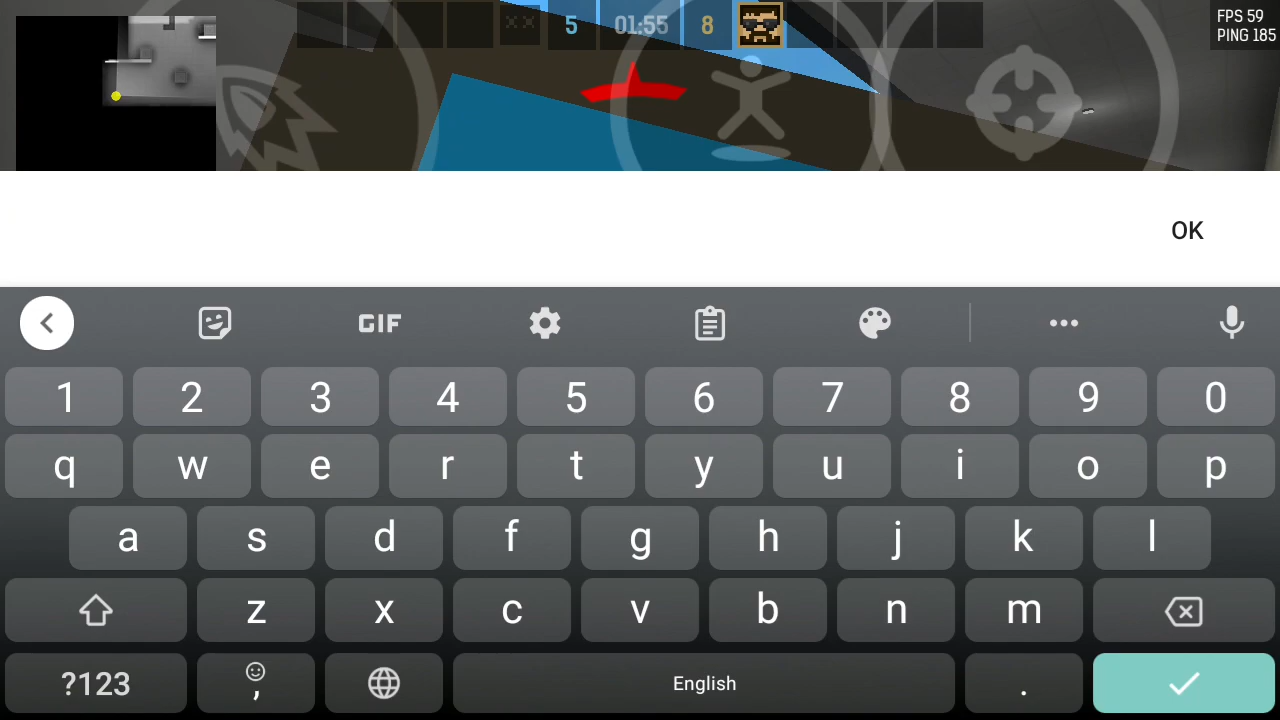 5 01:55 8
FPS 59
PING 185
OK
GIF
1 2 3 4 5 6 7 8 9 0
q w e r t y u i o p
a s d f g h j k l
z x c v b n m
?123 , English .